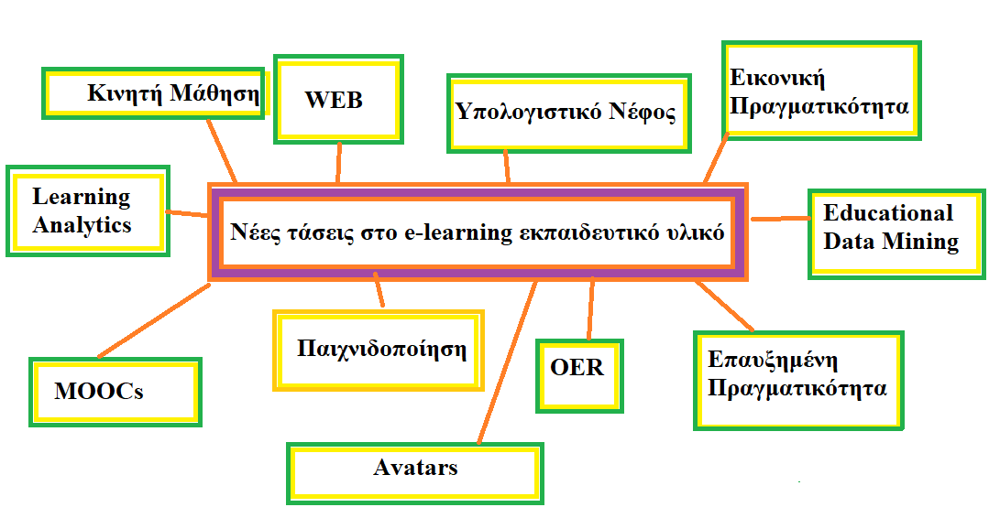 Κινητή Μάθηση
WEB
Υπολογιστικό Νέφος
Εικονική
Πραγματικότητα
Learning
Analytics
Νέες τάσεις στο e-learning εκπαιδευτικό υλικό
Educational
Data Mining
MOOCs
Παιχνιδοποίηση
OER
Επαυξημένη
Πραγματικότητα
Avatars